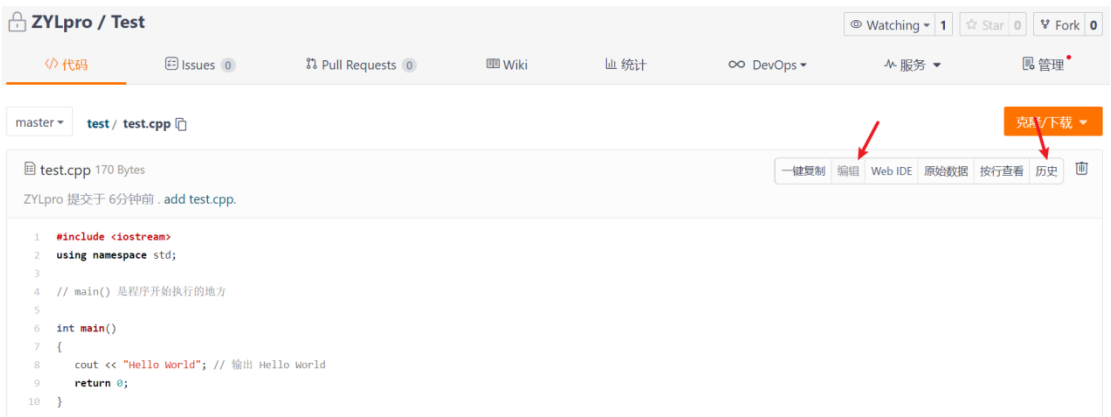 ZYLpro / Test
Watching 1 Star 0 Fork 0
代码 Issues 0 Pull Requests 0 Wiki 统计 DevOps 服务 管理
master test / test.cpp 克隆/下载
test.cpp 170 Bytes 一键复制 编辑 Web IDE 原始数据 按行查看 历史
ZYLpro 提交于 6分钟前 . add test.cpp.
1 #include <iostream>
2 using namespace std;
3
4 // main() 是程序开始执行的地方
5
6 int main()
7 {
8 cout << "Hello World"; // 输出 Hello World
9 return 0;
10 }